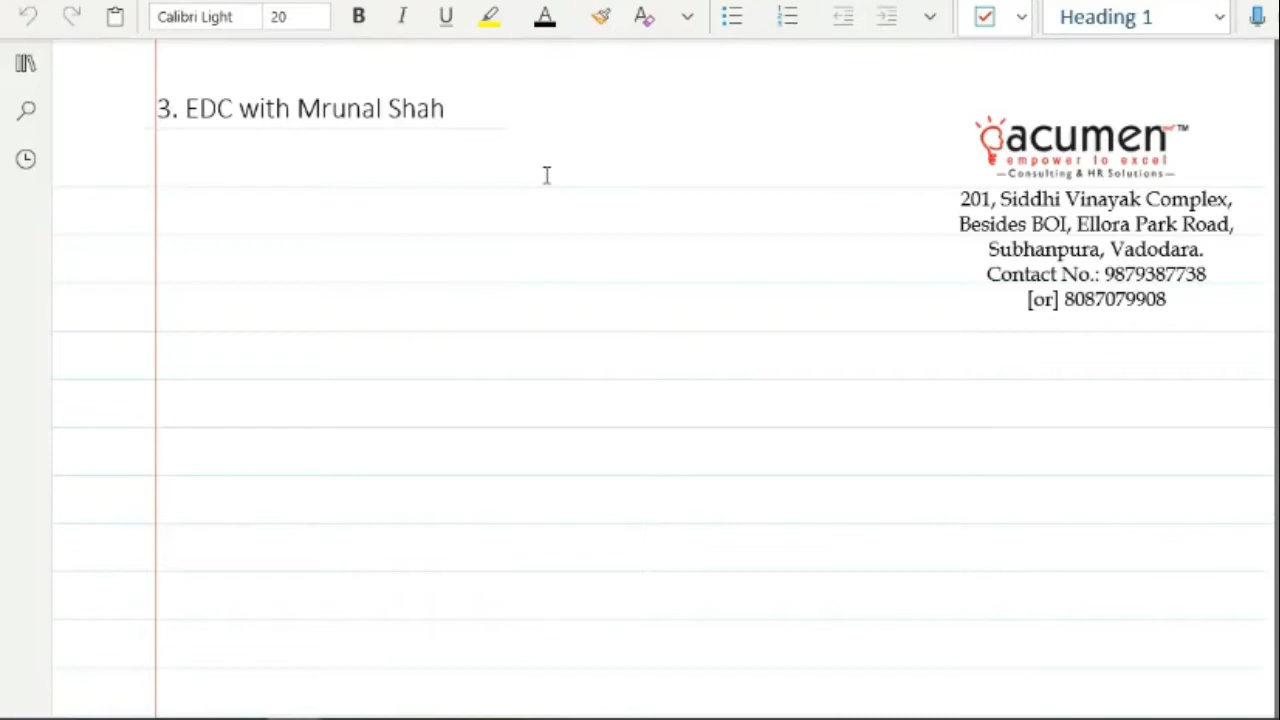 Calibri Light 20 B I U A A Heading 1
3. EDC with Mrunal Shah
acumen™
empower to excel
—Consulting & HR Solutions—
201, Siddhi Vinayak Complex,
Besides BOI, Ellora Park Road,
Subhanpura, Vadodara.
Contact No.: 9879387738
[or] 8087079908